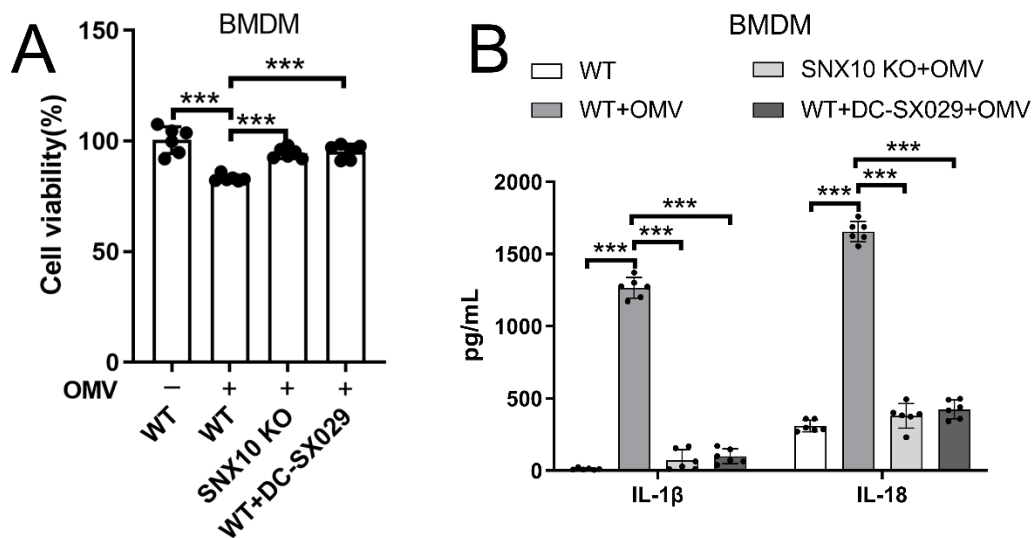 A
BMDM
Cell viability(%)
150
100
50
0
***
***
***
OMV
− + + +
WT
WT
SNX10 KO
WT+DC-SX029
B
BMDM
WT
SNX10 KO+OMV
WT+OMV
WT+DC-SX029+OMV
pg/mL
2000
1500
1000
500
0
***
***
***
***
***
***
IL-1β
IL-18